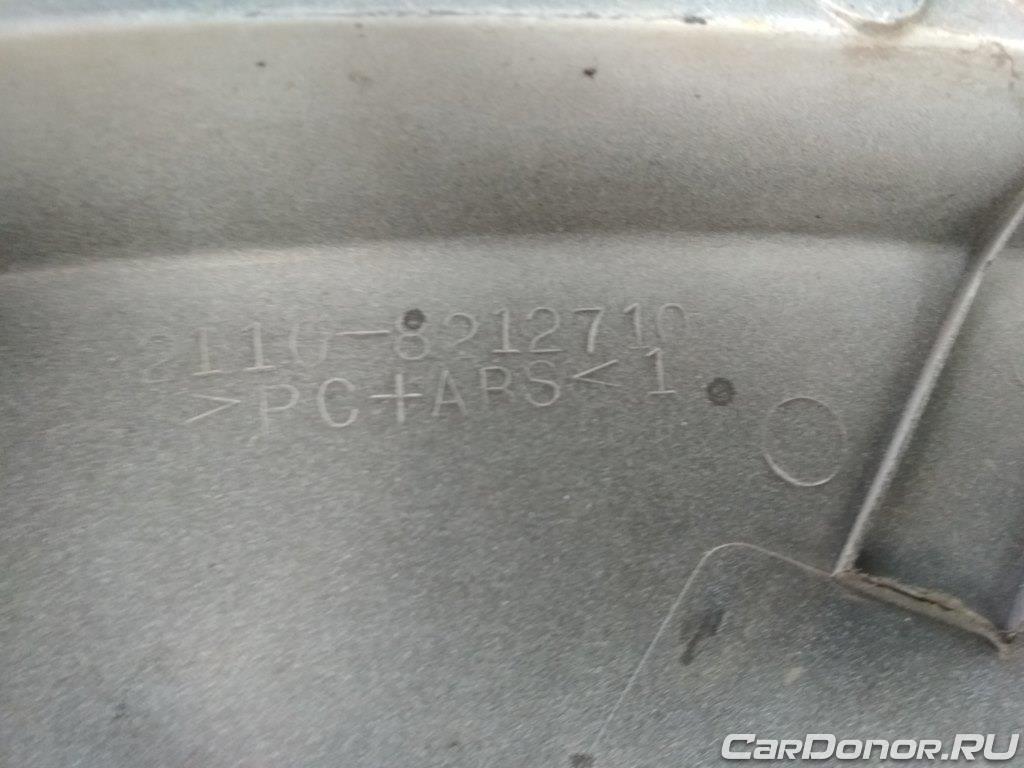 2110-8212710
>PC+ABS< 1
CarDonor.RU